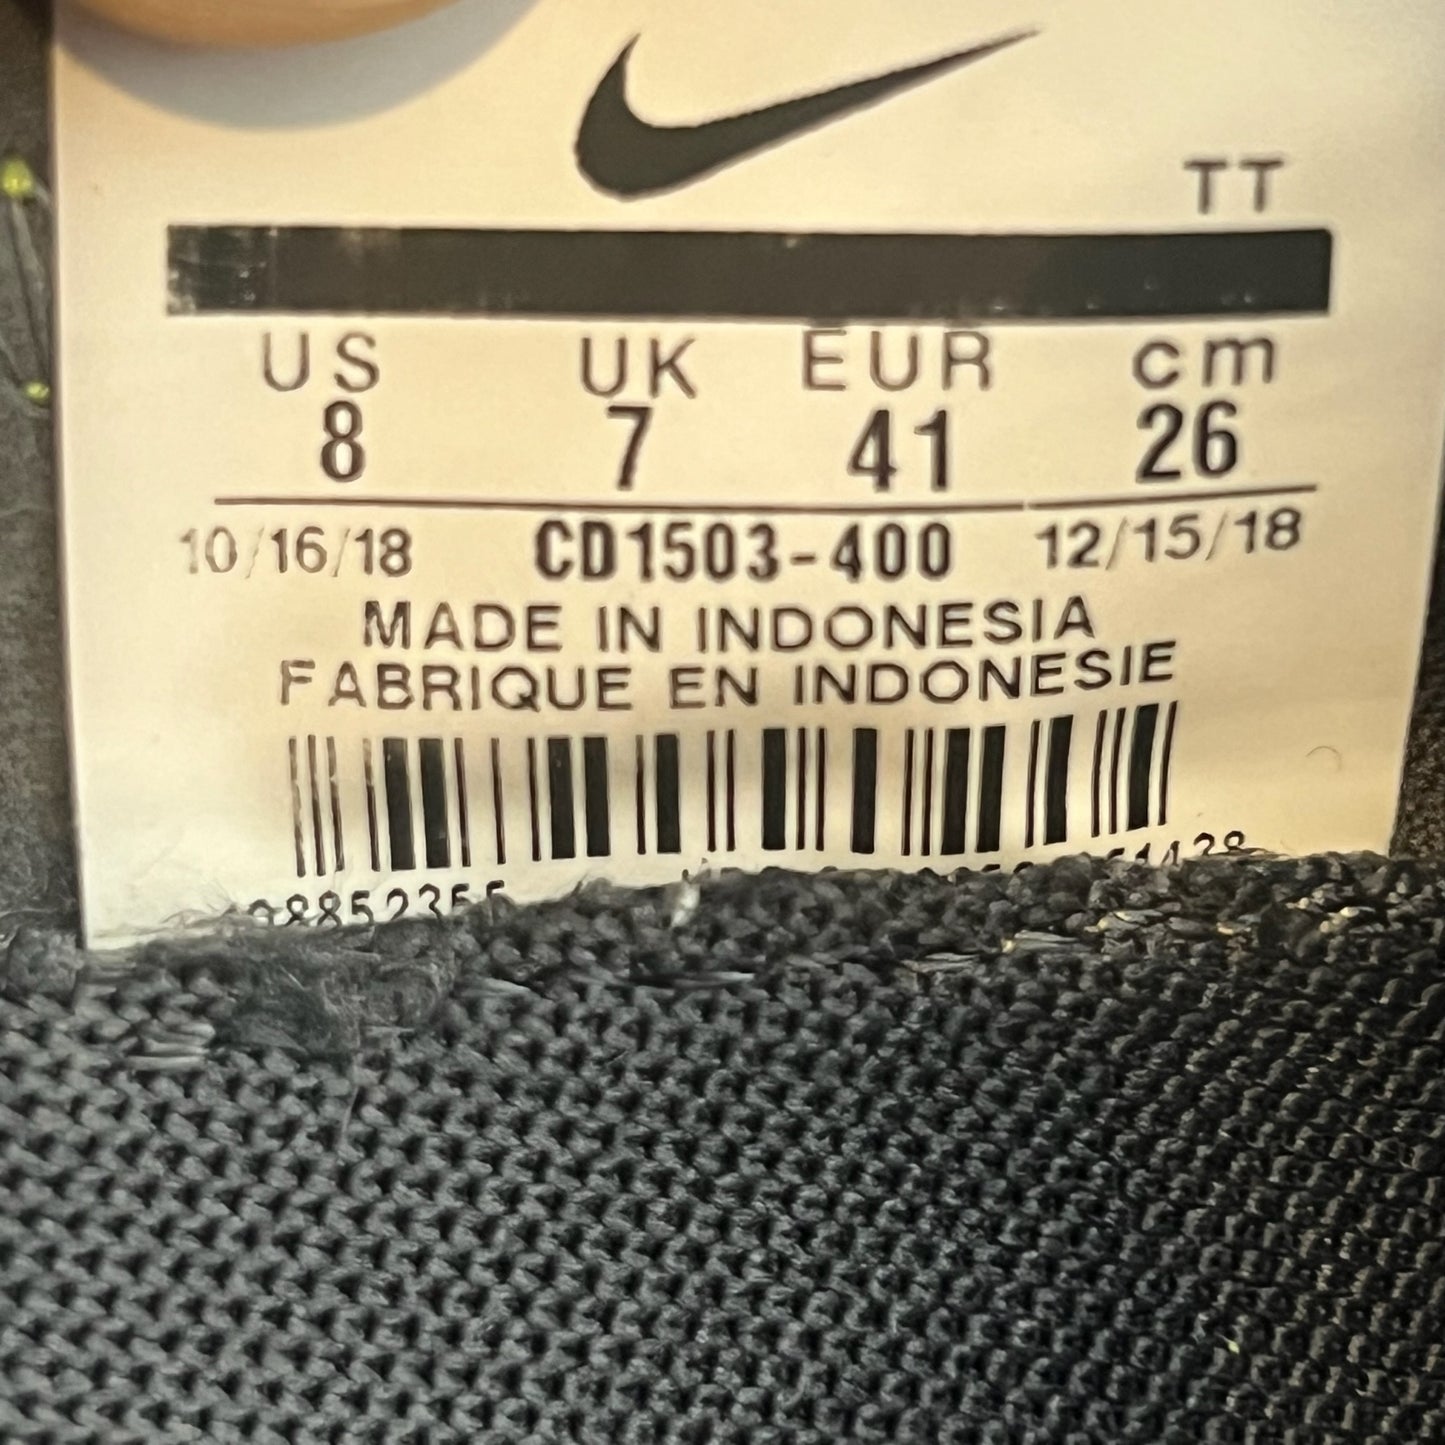 TT
US UK EUR cm
8 7 41 26
10/16/18 CD1503-400 12/15/18
MADE IN INDONESIA
FABRIQUE EN INDONESIE